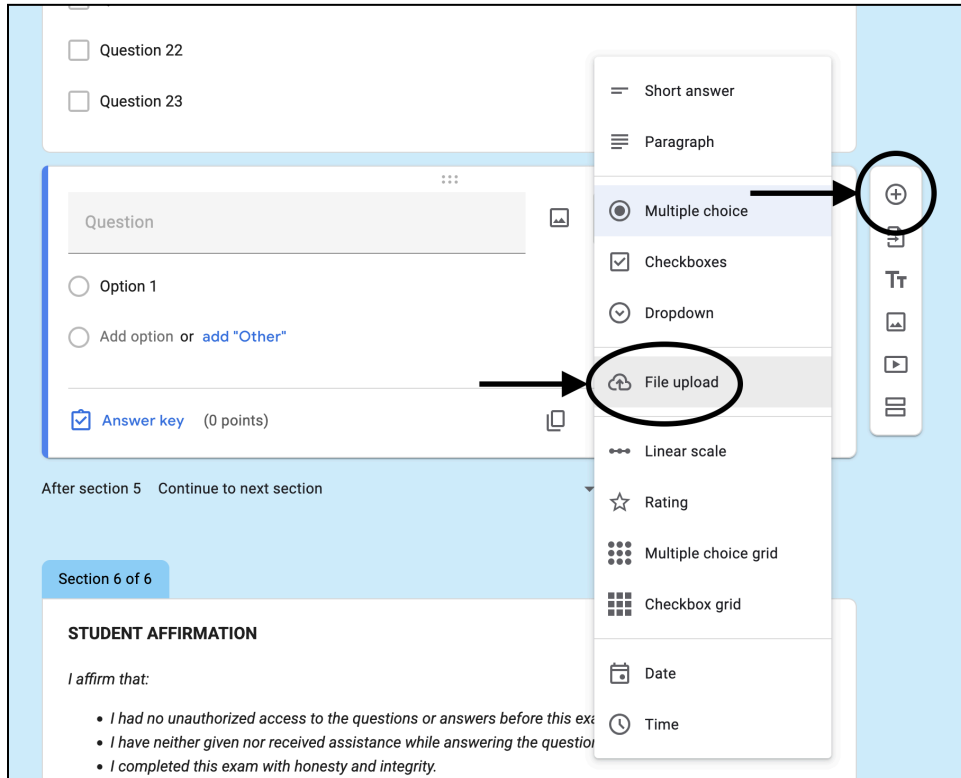 Question 22
Question 23
Question
Option 1
Add option or add "Other"
Answer key (0 points)
After section 5 Continue to next section
Section 6 of 6
STUDENT AFFIRMATION
I affirm that:
• I had no unauthorized access to the questions or answers before this exa
• I have neither given nor received assistance while answering the question
• I completed this exam with honesty and integrity.
Short answer
Paragraph
Multiple choice
Checkboxes
Dropdown
File upload
Linear scale
Rating
Multiple choice grid
Checkbox grid
Date
Time
Tт